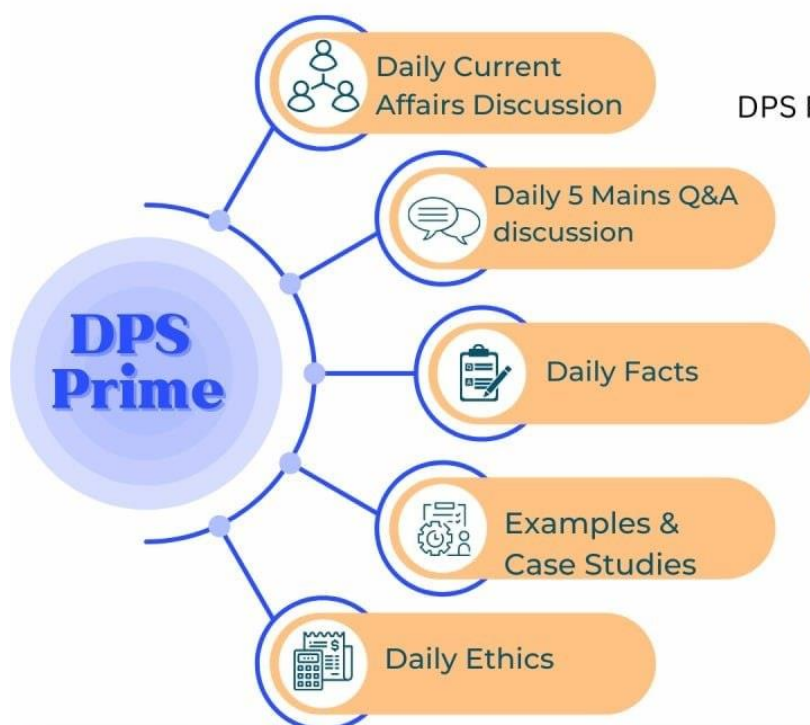 Daily Current
Affairs Discussion
DPS
Daily 5 Mains Q&A
discussion
DPS
Prime
Daily Facts
Examples &
Case Studies
Daily Ethics